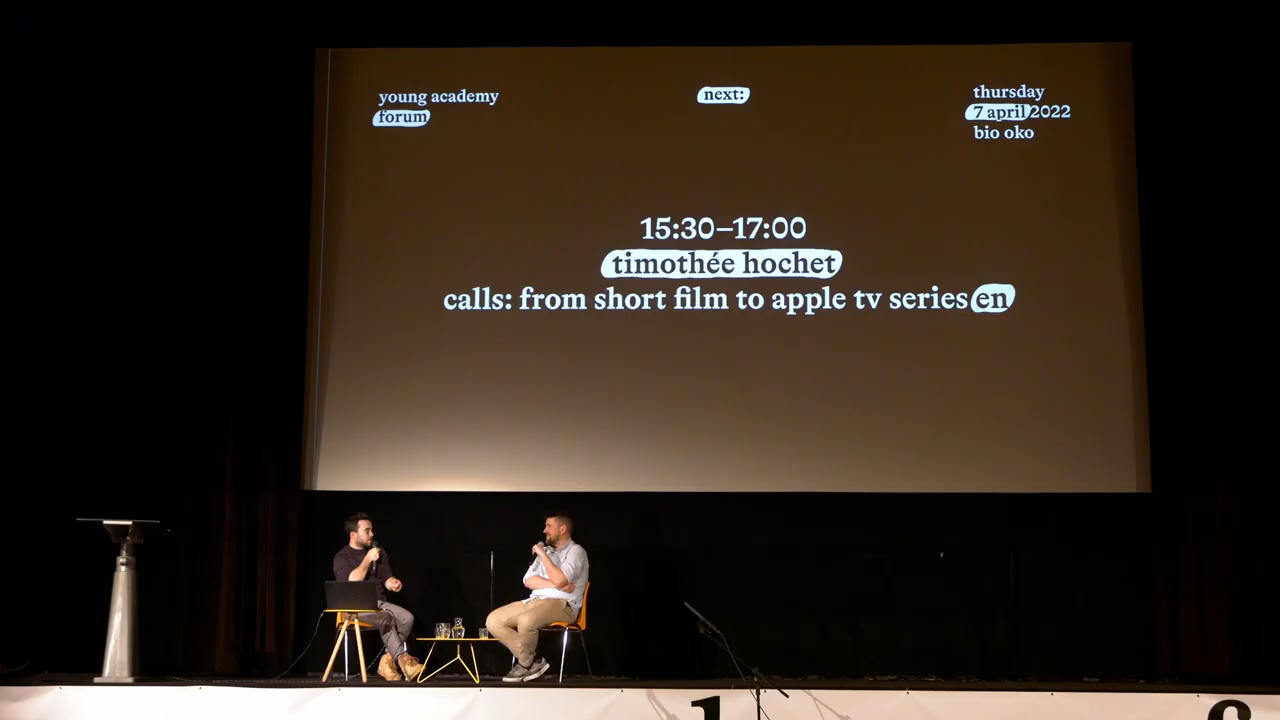 young academy
forum
next:
thursday
7 april 2022
bio oko
15:30–17:00
timothée hochet
calls: from short film to apple tv series en